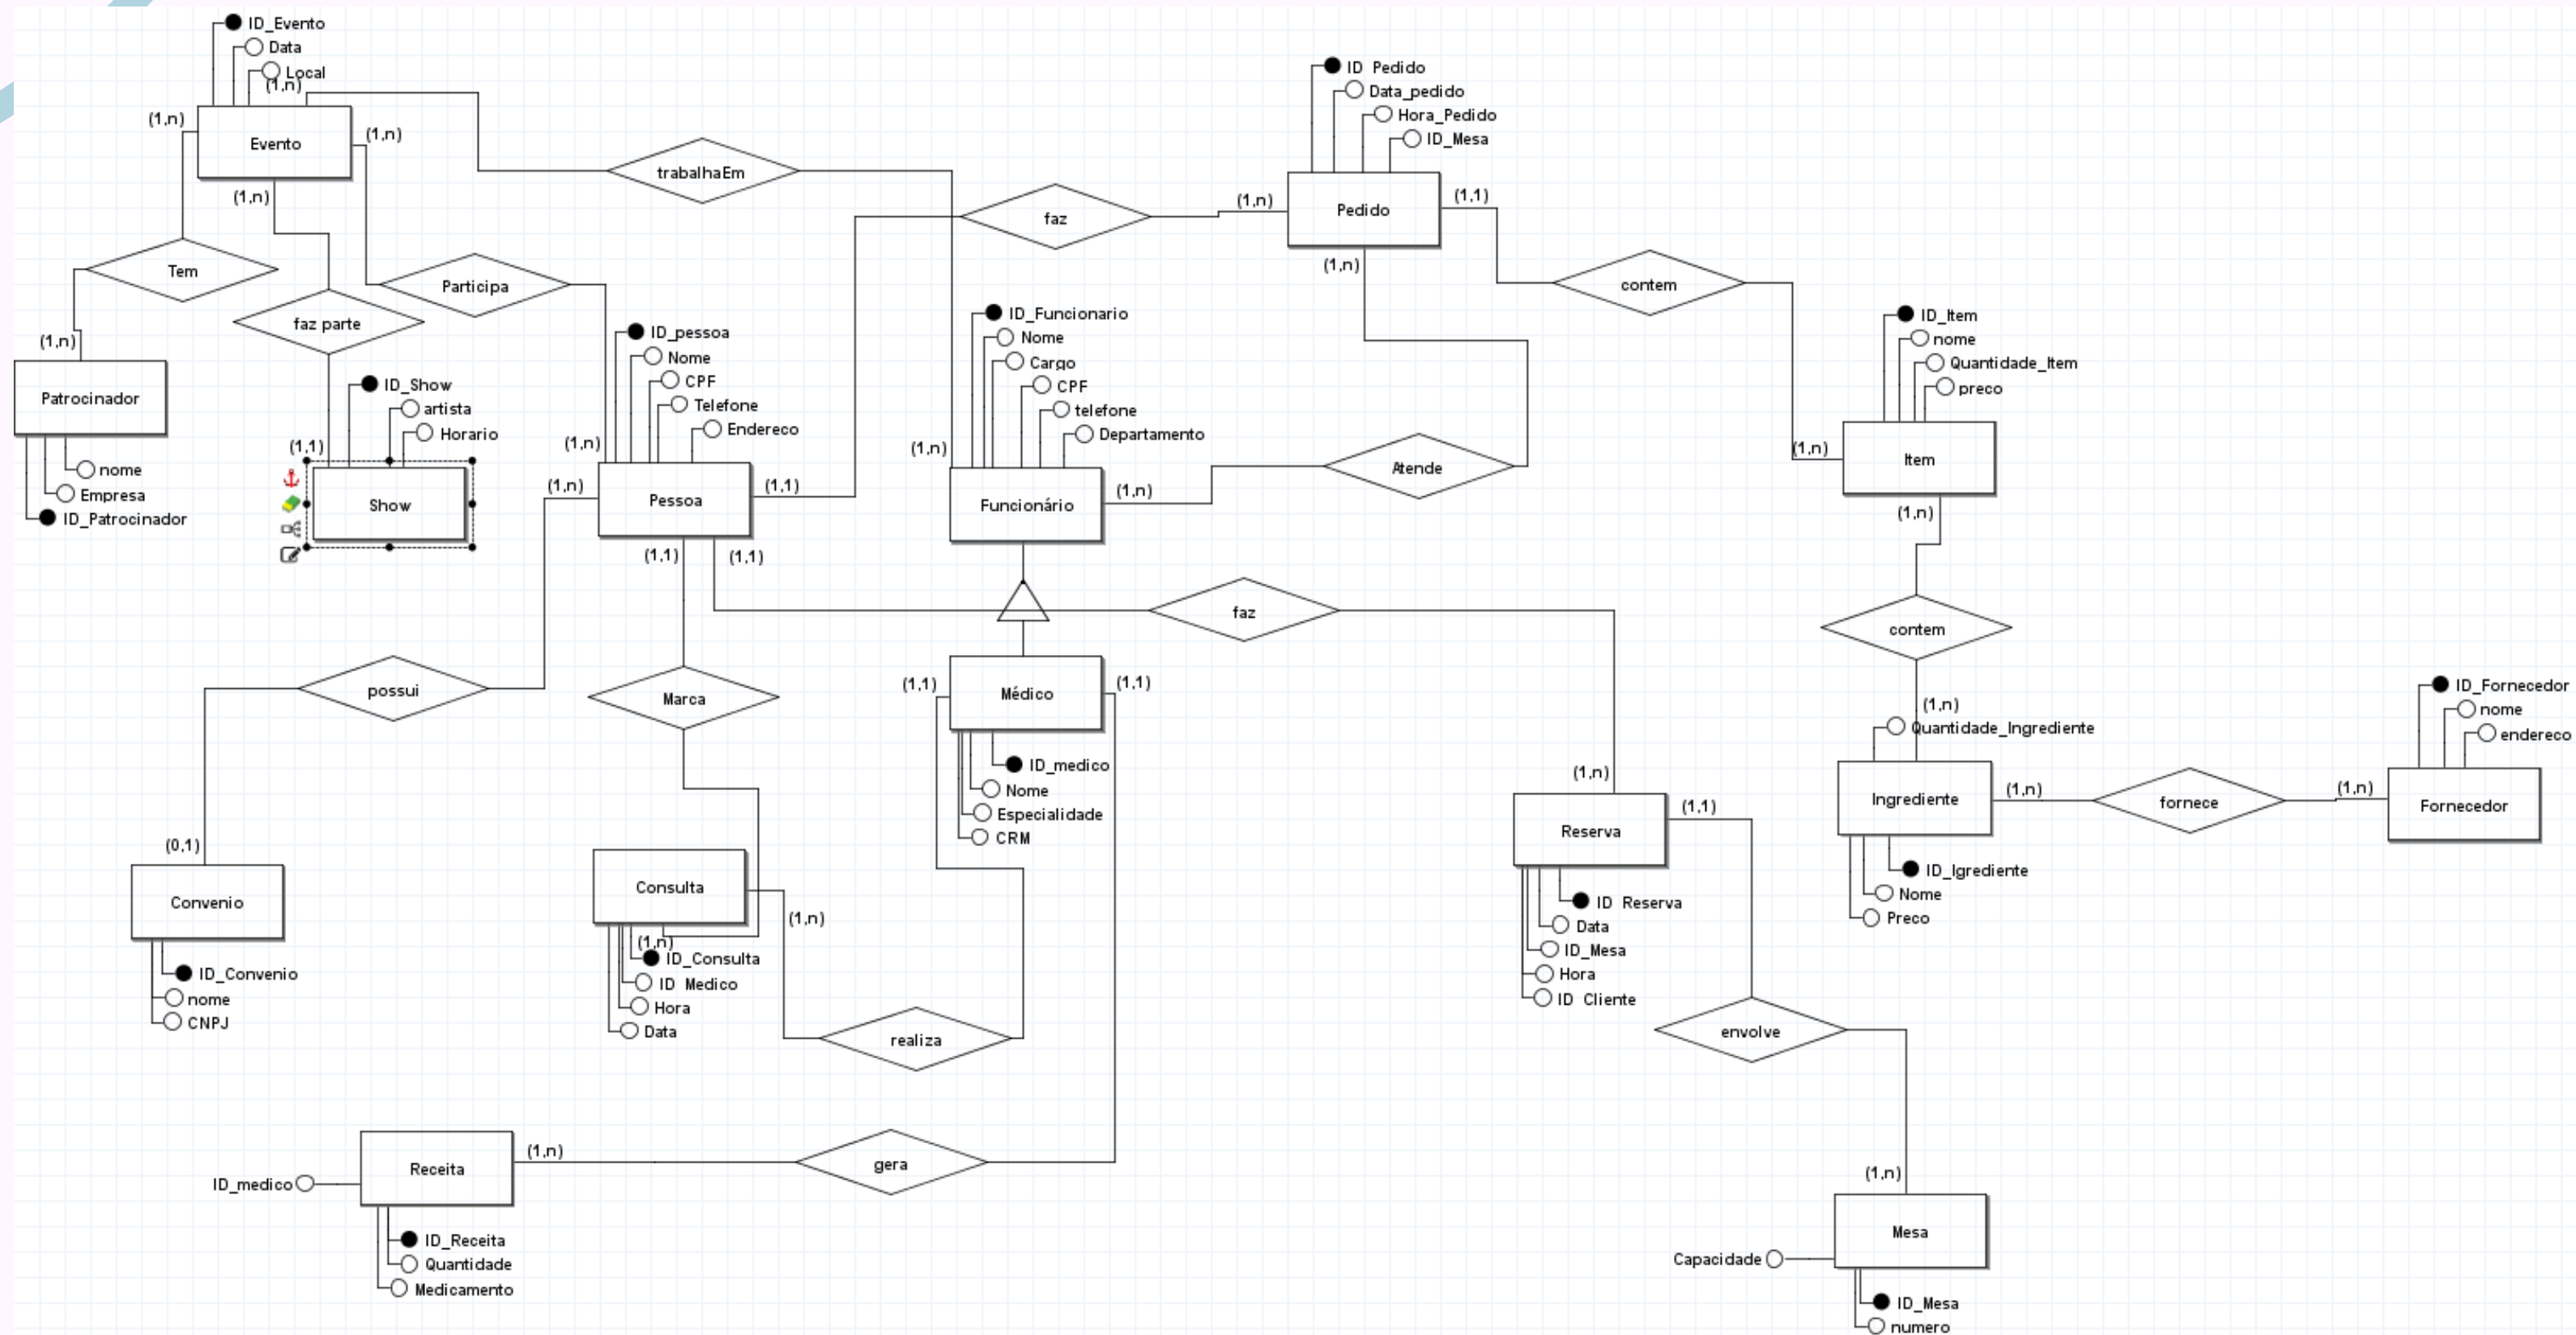 ID_Evento
Data
Local
(1,n)
(1,n)
Evento
(1,n)
(1,n)
trabalhaEm
ID Pedido
Data_pedido
Hora_Pedido
ID_Mesa
Pedido
(1,n)
(1,1)
(1,n)
faz
contem
Tem
Participa
faz parte
(1,n)
Patrocinador
nome
Empresa
ID_Patrocinador
ID_Show
artista
Horario
(1,1)
Show
ID_pessoa
Nome
CPF
Telefone
Endereco
(1,n)
(1,n)
Pessoa
(1,1)
(1,1)
(1,1)
ID_Funcionario
Nome
Cargo
CPF
telefone
Departamento
(1,n)
Funcionário
(1,n)
Atende
ID_Item
nome
Quantidade_Item
preco
(1,n)
Item
(1,n)
contem
faz
possui
Marca
(1,1)
Médico
(1,1)
ID_medico
Nome
Especialidade
CRM
(1,n)
Quantidade_Ingrediente
Ingrediente
(1,n)
fornece
(1,n)
ID_Igrediente
Nome
Preco
ID_Fornecedor
nome
endereco
Fornecedor
(1,n)
Reserva
(1,1)
ID Reserva
Data
ID_Mesa
Hora
ID Cliente
(0,1)
Convenio
ID_Convenio
nome
CNPJ
Consulta
(1,n)
(1,n)
ID_Consulta
ID Medico
Hora
Data
realiza
envolve
Receita
(1,n)
gera
ID_medico
ID_Receita
Quantidade
Medicamento
(1,n)
Mesa
Capacidade
ID_Mesa
numero